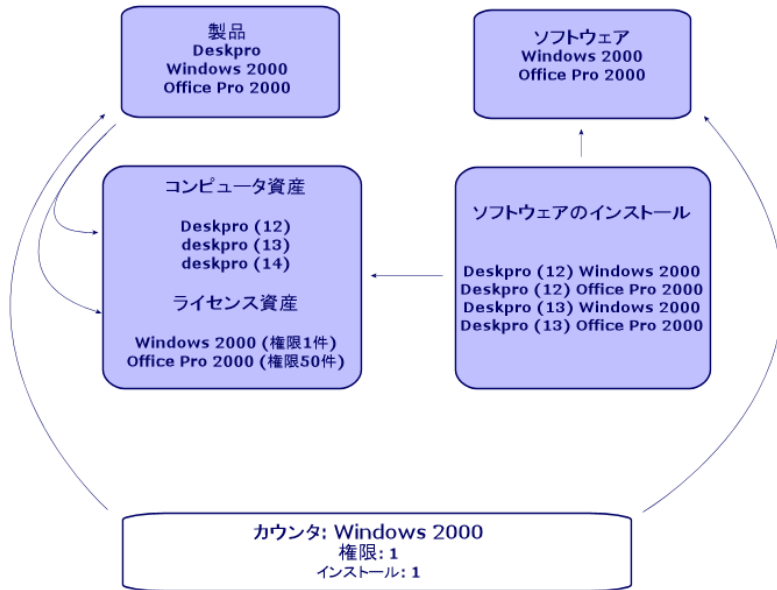 製品
Deskpro
Windows 2000
Office Pro 2000
ソフトウェア
Windows 2000
Office Pro 2000
コンピュータ資産
Deskpro (12)
deskpro (13)
deskpro (14)
ライセンス資産
Windows 2000 (権限1件)
Office Pro 2000 (権限50件)
ソフトウェアのインストール
Deskpro (12) Windows 2000
Deskpro (12) Office Pro 2000
Deskpro (13) Windows 2000
Deskpro (13) Office Pro 2000
カウンタ: Windows 2000
権限: 1
インストール: 1